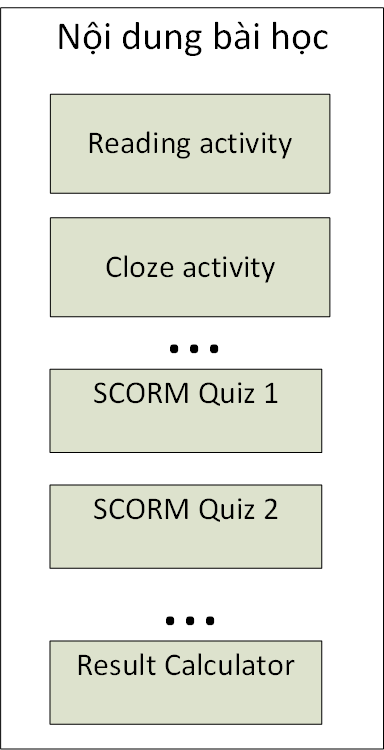 Nội dung bài học
Reading activity
Cloze activity
...
SCORM Quiz 1
SCORM Quiz 2
...
Result Calculator